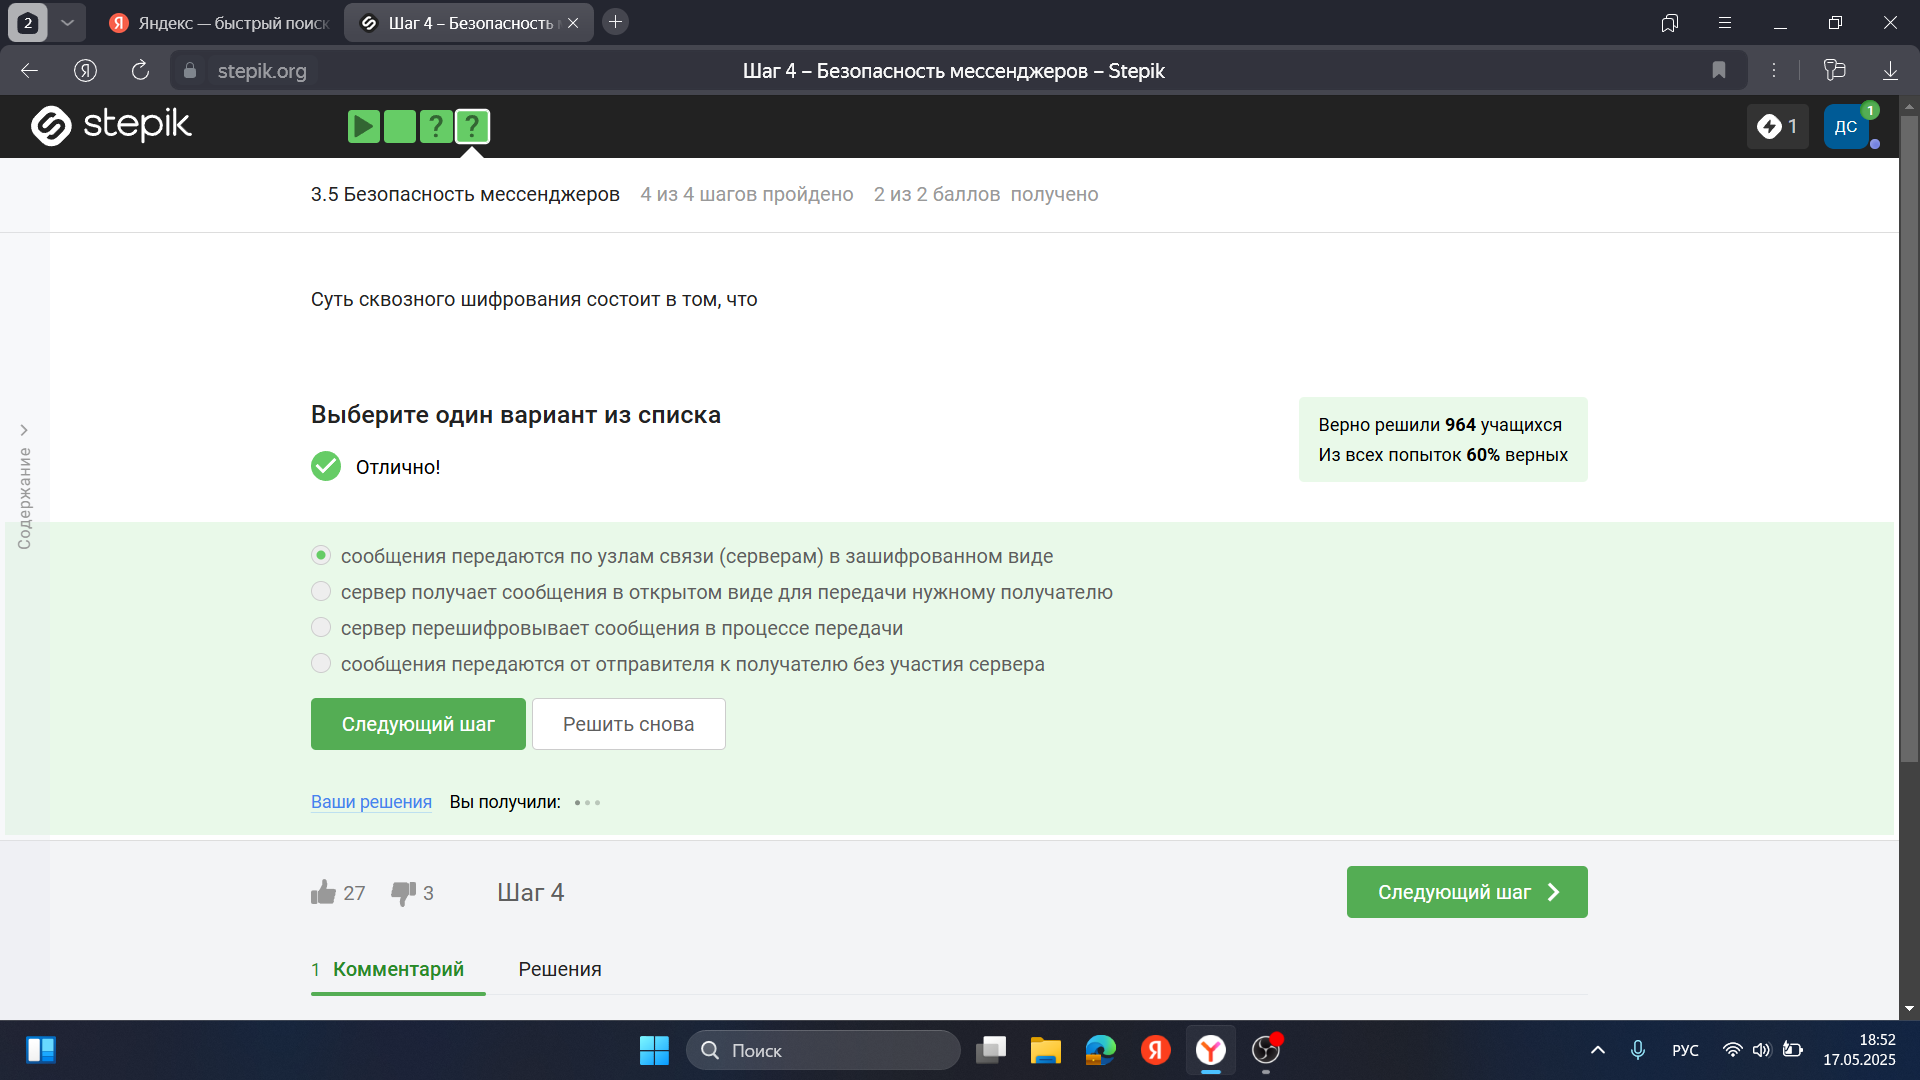 2
Яндекс — быстрый поиск
Шаг 4 – Безопасность
stepik.org
Шаг 4 – Безопасность мессенджеров – Stepik
stepik
? ?
1
ДС
1
3.5 Безопасность мессенджеров 4 из 4 шагов пройдено 2 из 2 баллов получено
Содержание
Суть сквозного шифрования состоит в том, что
Выберите один вариант из списка
Отлично!
Верно решили 964 учащихся
Из всех попыток 60% верных
сообщения передаются по узлам связи (серверам) в зашифрованном виде
сервер получает сообщения в открытом виде для передачи нужному получателю
сервер перешифровывает сообщения в процессе передачи
сообщения передаются от отправителя к получателю без участия сервера
Следующий шаг
Решить снова
Ваши решения Вы получили:
27 3 Шаг 4
Следующий шаг
1 Комментарий Решения
Поиск
РУС
18:52
17.05.2025